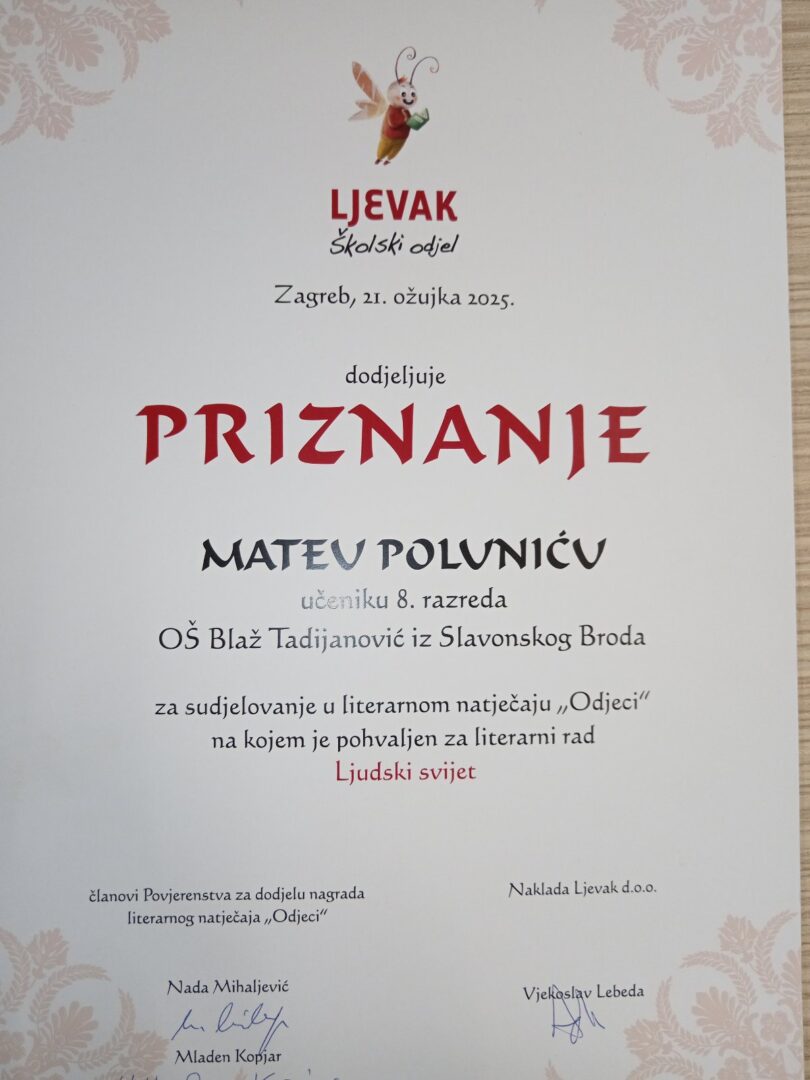 LJEVAK
Školski odjel
Zagreb, 21. ožujka 2025.
dodjeljuje
PRIZNANJE
MATEU POLUNIĆU
učeniku 8. razreda
OŠ Blaž Tadijanović iz Slavonskog Broda
za sudjelovanje u literarnom natječaju „Odjeci“
na kojem je pohvaljen za literarni rad
Ljudski svijet
članovi Povjerenstva za dodjelu nagrada
literarnog natječaja „Odjeci“
Nada Mihaljević
Mladen Kopjar
Naklada Ljevak d.o.o.
Vjekoslav Lebeda